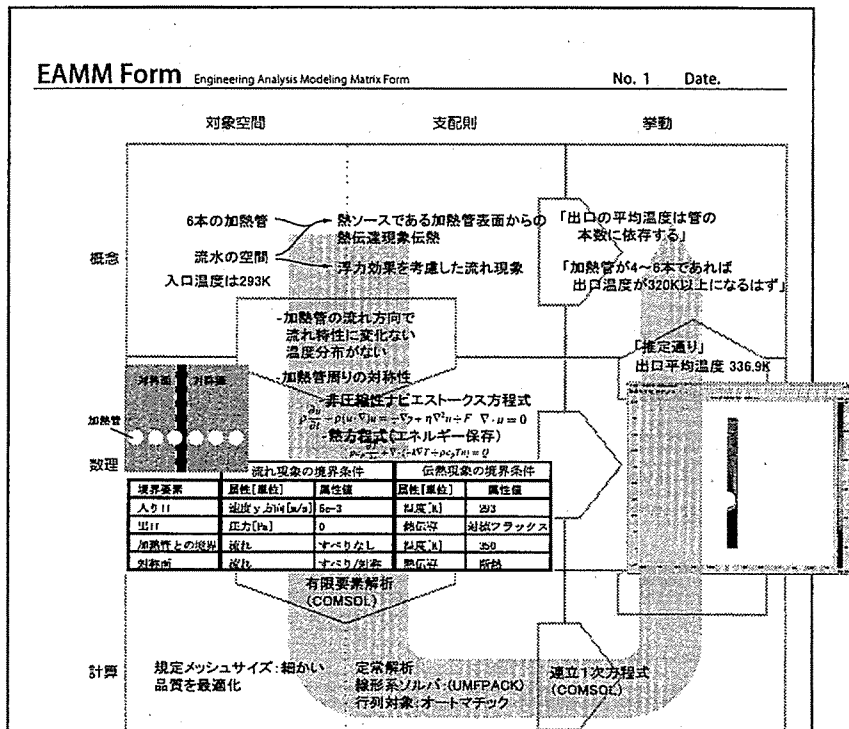 EAMM Form Engineering Analysis Modeling Matrix Form No. 1 Date.
対象空間 支配則 挙動
概念
6本の加熱管
流水の空間
入口温度は293K
熱ソースである加熱管表面からの
熱伝達現象伝熱
浮力効果を考慮した流れ現象
「出口の平均温度は管の
本数に依存する」
「加熱管が4～6本であれば
出口温度が320K以上になるはず」
-加熱管の流れ方向で
流れ特性に変化ない
温度分布がない
-加熱管周りの対称性
「推定通り」
出口平均温度 336.9K
対称面 対称面
加熱管
数理
-非圧縮性ナビエストークス方程式
-熱方程式(エネルギー保存)
流れ現象の境界条件 伝熱現象の境界条件
境界要素 属性[単位] 属性値 属性[単位] 属性値
入り口 速度 y 方向[m/s] 5e-3 温度[K] 293
出口 圧力[Pa] 0 熱伝導 対流フラックス
加熱性との境界 流れ すべりなし 温度[K] 350
対称面 流れ すべり/対称 熱伝導 断熱
有限要素解析
(COMSOL)
計算
規定メッシュサイズ:細かい
品質を最適化
定常解析
線形系ソルバ:(UMFPACK)
行列対象:オートマチック
連立1次方程式
(COMSOL)